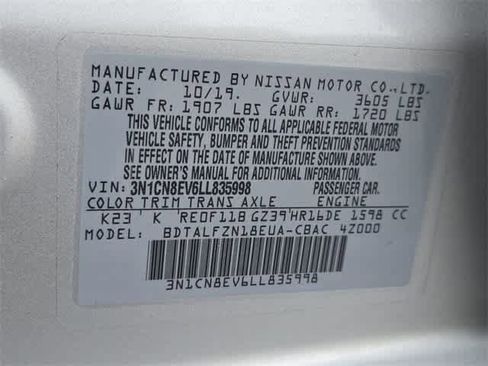 MANUFACTURED BY NISSAN MOTOR CO.,LTD.
DATE: 10/19. GVWR: 3605 LBS
GAWR FR: 1907 LBS GAWR RR: 1720 LBS
THIS VEHICLE CONFORMS TO ALL APPLICABLE FEDERAL MOTOR
VEHICLE SAFETY, BUMPER AND THEFT PREVENTION STANDARDS
IN EFFECT ON THE DATE OF MANUFACTURE SHOWN ABOVE.
SEE OWNER'S MANUAL FOR ADDITIONAL INFORMATION.
VIN: 3N1CN8EV6LL835998 PASSENGER CAR
COLOR TRIM TRANS AXLE ENGINE
K23 K RE0F11B GZ39 HR16DE 1598 CC
MODEL: BDTALFZN18EUA-CBAC 4Z000
3N1CN8EV6LL835998